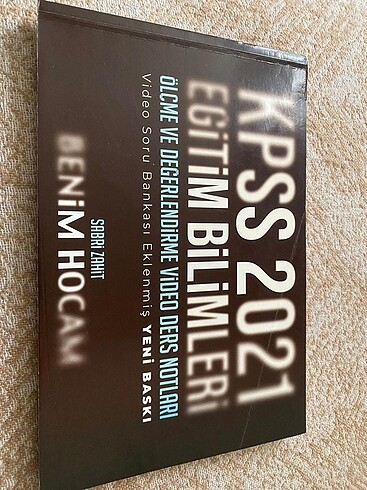 KPSS 2021
EĞİTİM BİLİMLERİ
ÖLÇME VE DEĞERLENDİRME VİDEO DERS NOTLARI
Video Soru Bankası Eklenmiş YENİ BASKI
SABRİ ZAHİT
BENİM HOCAM